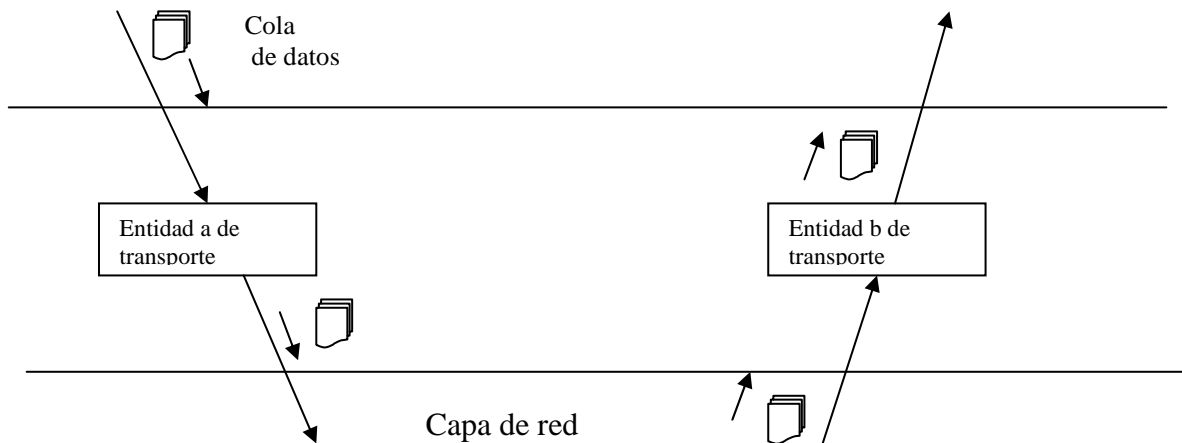 Cola
de datos
Entidad a de
transporte
Entidad b de
transporte
Capa de red